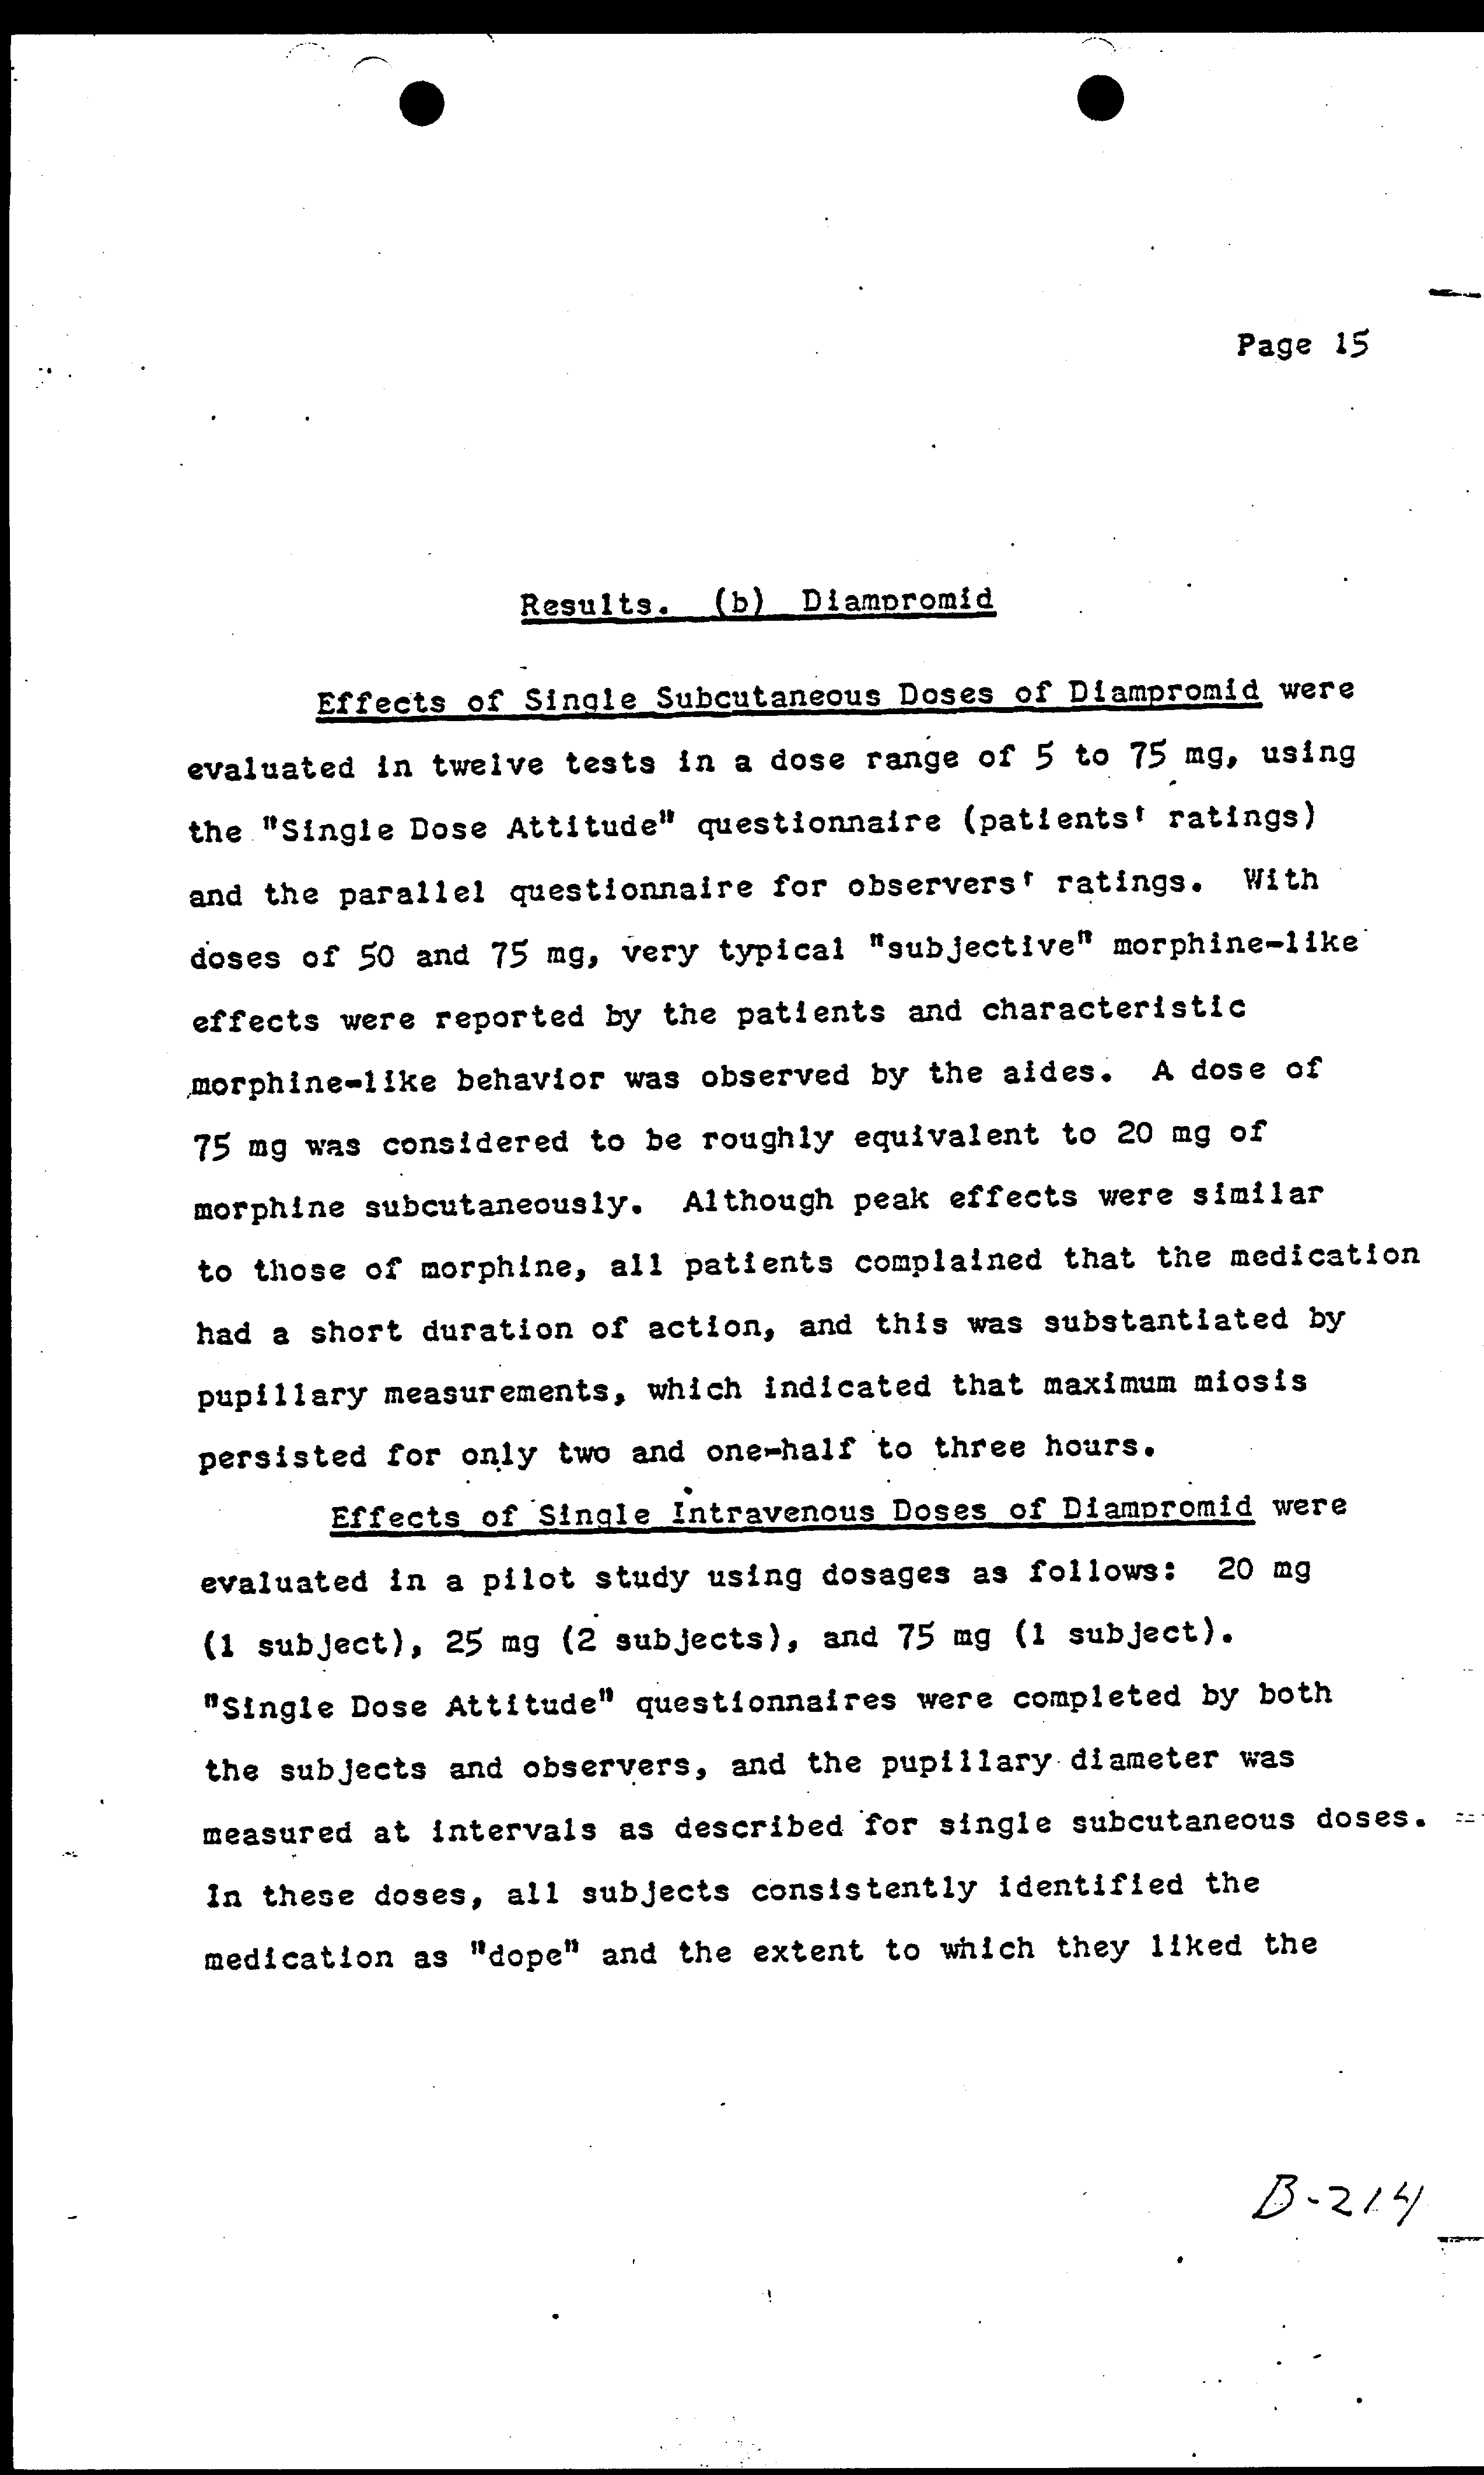 Page 15
Results. (b) Diampromid
Effects of Single Subcutaneous Doses of Diampromid were
evaluated in twelve tests in a dose range of 5 to 75 mg, using
the "Single Dose Attitude" questionnaire (patients' ratings)
and the parallel questionnaire for observers' ratings. With
doses of 50 and 75 mg, very typical "subjective" morphine-like
effects were reported by the patients and characteristic
morphine-like behavior was observed by the aides. A dose of
75 mg was considered to be roughly equivalent to 20 mg of
morphine subcutaneously. Although peak effects were similar
to those of morphine, all patients complained that the medication
had a short duration of action, and this was substantiated by
pupillary measurements, which indicated that maximum miosis
persisted for only two and one-half to three hours.
Effects of Single Intravenous Doses of Diampromid were
evaluated in a pilot study using dosages as follows: 20 mg
(1 subject), 25 mg (2 subjects), and 75 mg (1 subject).
"Single Dose Attitude" questionnaires were completed by both
the subjects and observers, and the pupillary diameter was
measured at intervals as described for single subcutaneous doses.
In these doses, all subjects consistently identified the
medication as "dope" and the extent to which they liked the
B-214